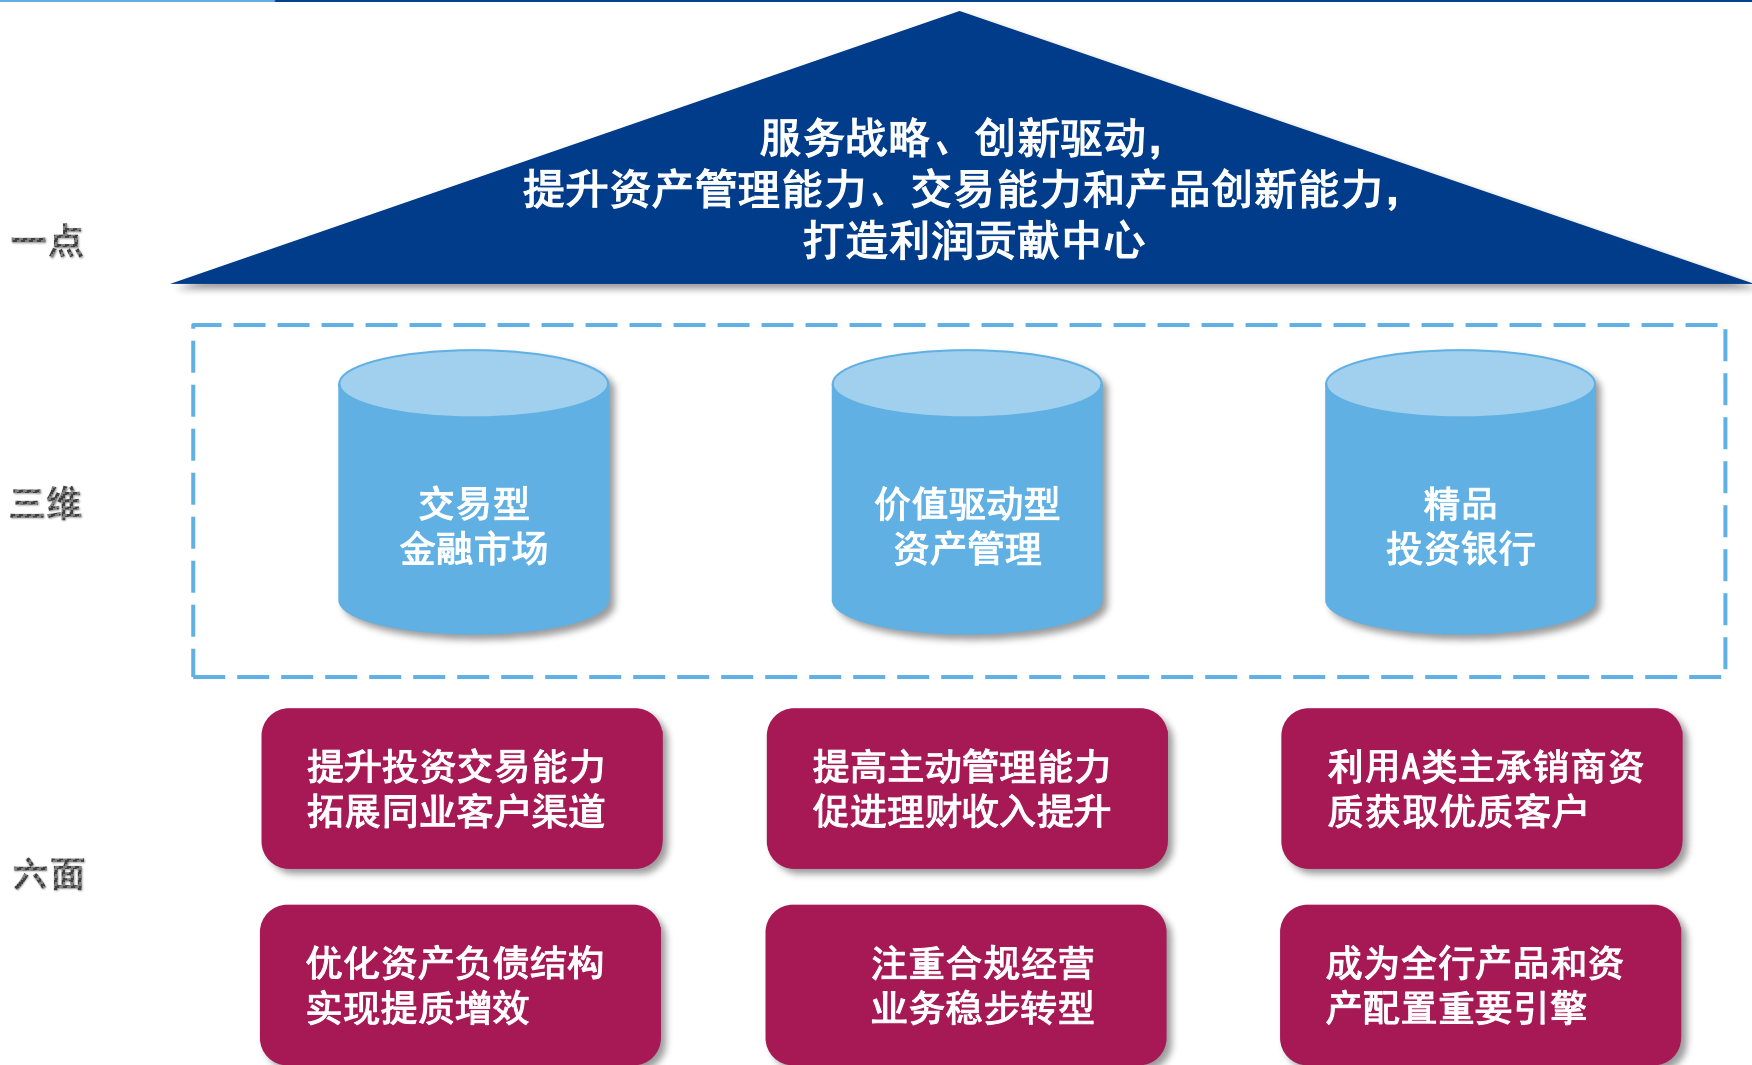 服务战略、创新驱动，
提升资产管理能力、交易能力和产品创新能力，
打造利润贡献中心
一点
三维
交易型
金融市场
价值驱动型
资产管理
精品
投资银行
六面
提升投资交易能力
拓展同业客户渠道
提高主动管理能力
促进理财收入提升
利用A类主承销商资
质获取优质客户
优化资产负债结构
实现提质增效
注重合规经营
业务稳步转型
成为全行产品和资
产配置重要引擎